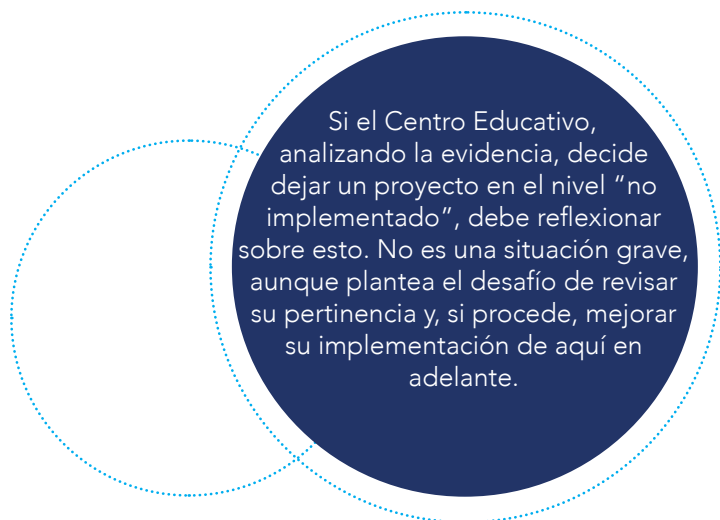 Si el Centro Educativo,
analizando la evidencia, decide
dejar un proyecto en el nivel “no
implementado”, debe reflexionar
sobre esto. No es una situación grave,
aunque plantea el desafío de revisar
su pertinencia y, si procede, mejorar
su implementación de aquí en
adelante.